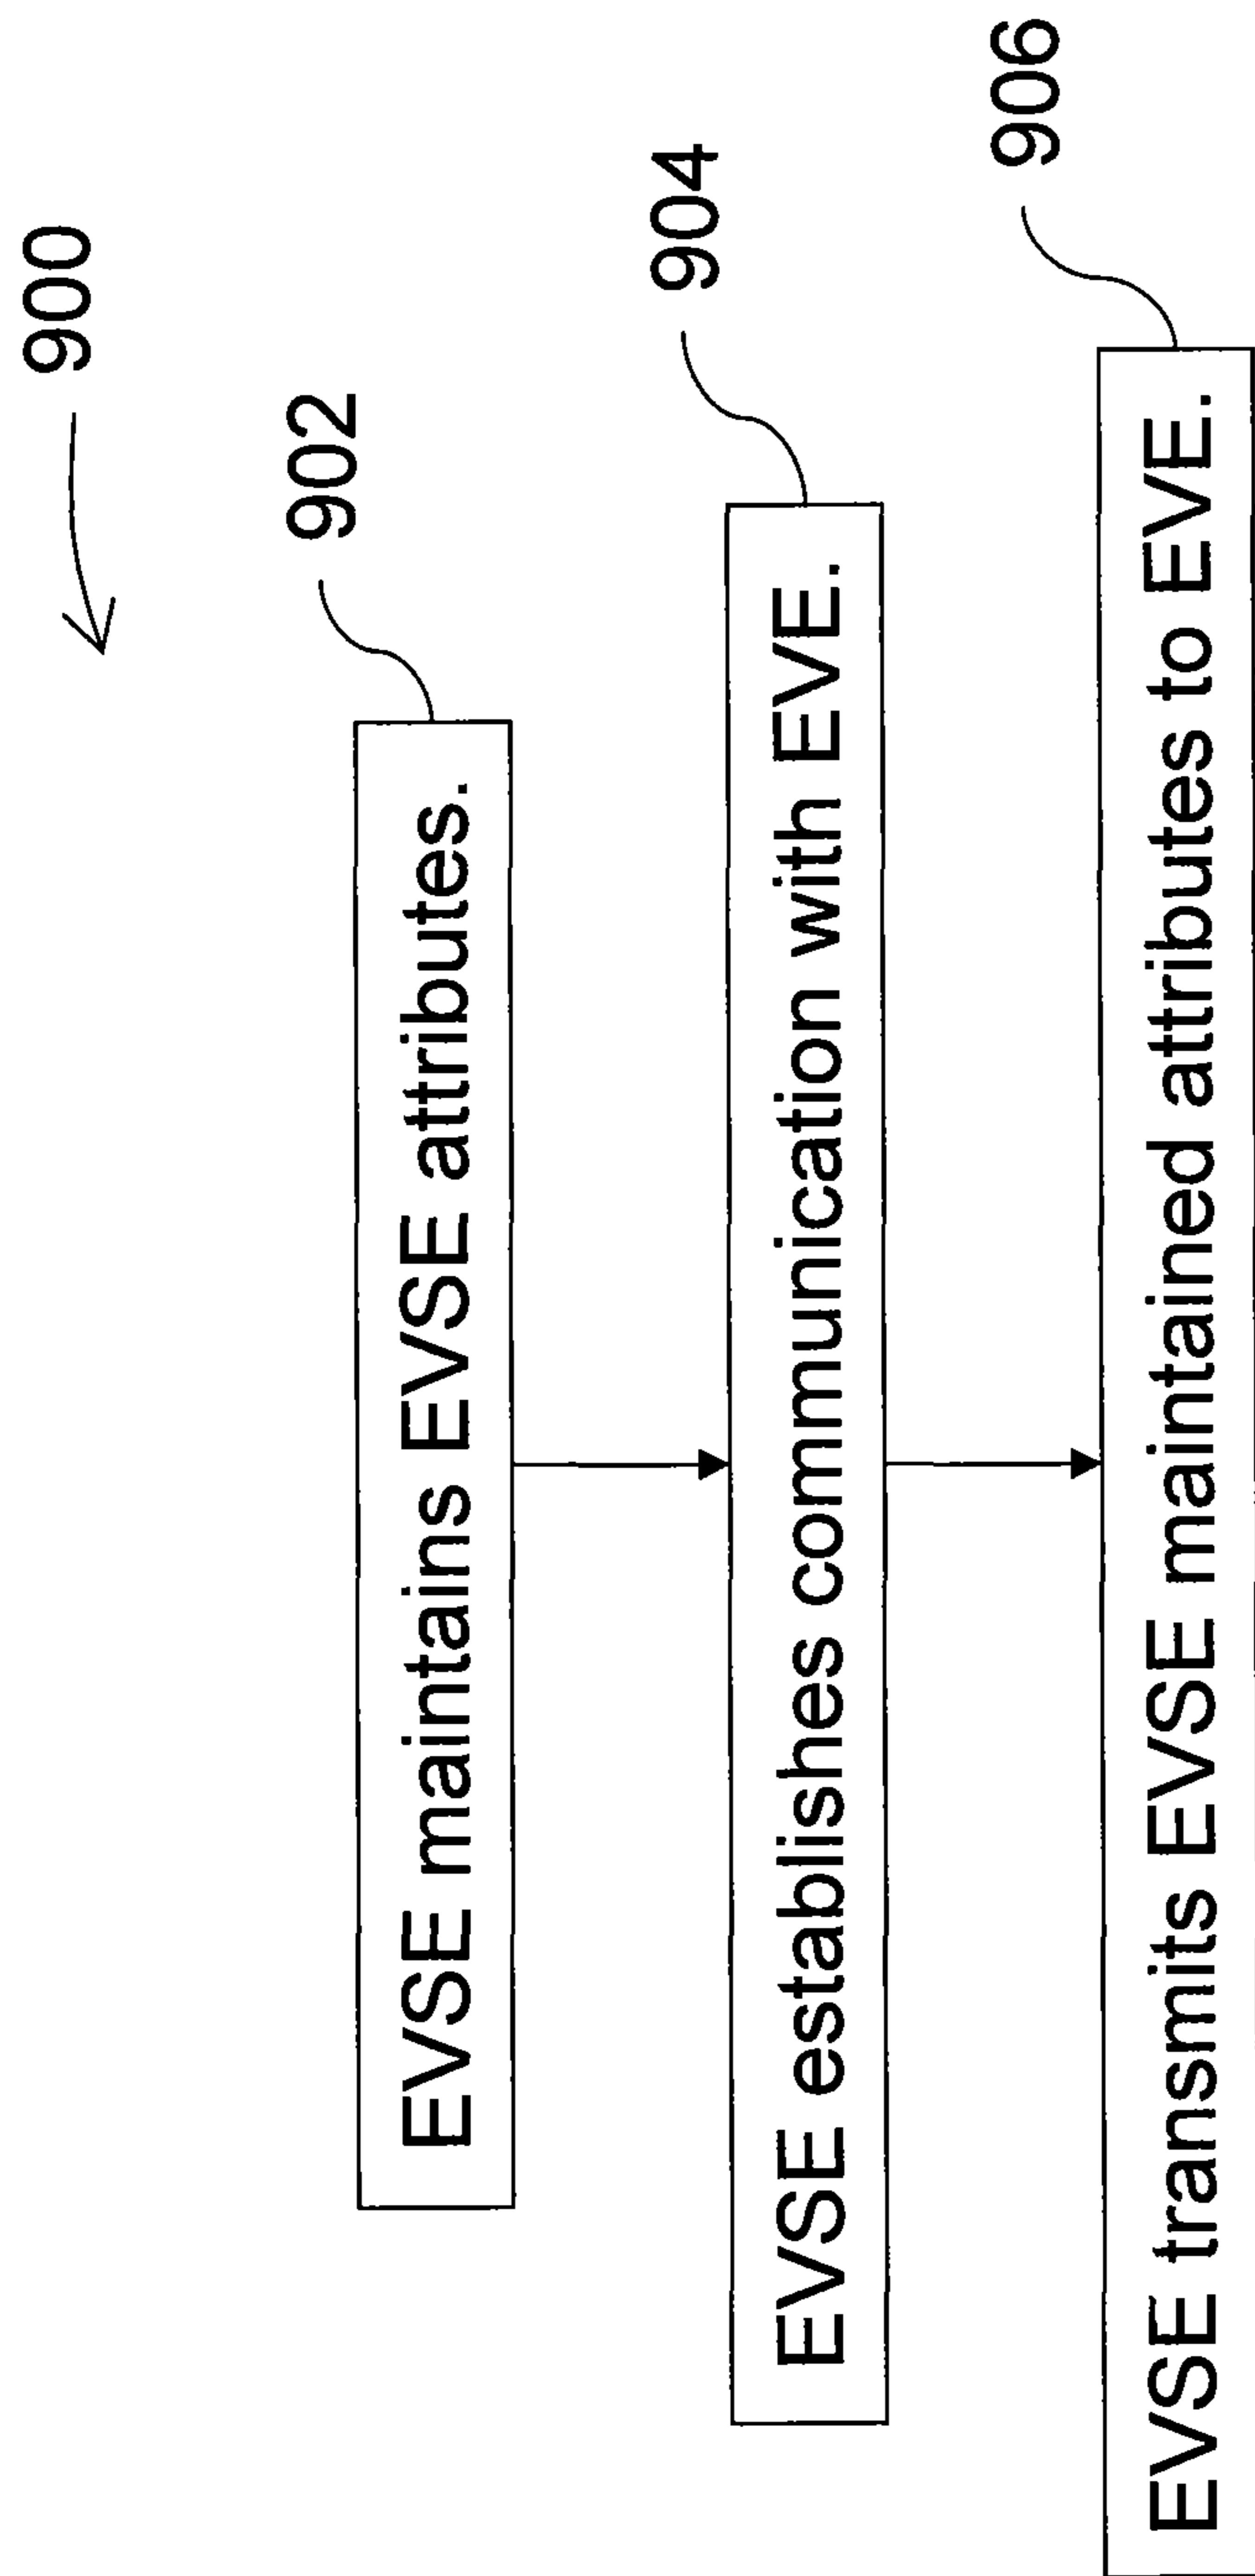 900
902
EVSE maintains EVSE attributes.
904
EVSE establishes communication with EVE.
906
EVSE transmits EVSE maintained attributes to EVE.